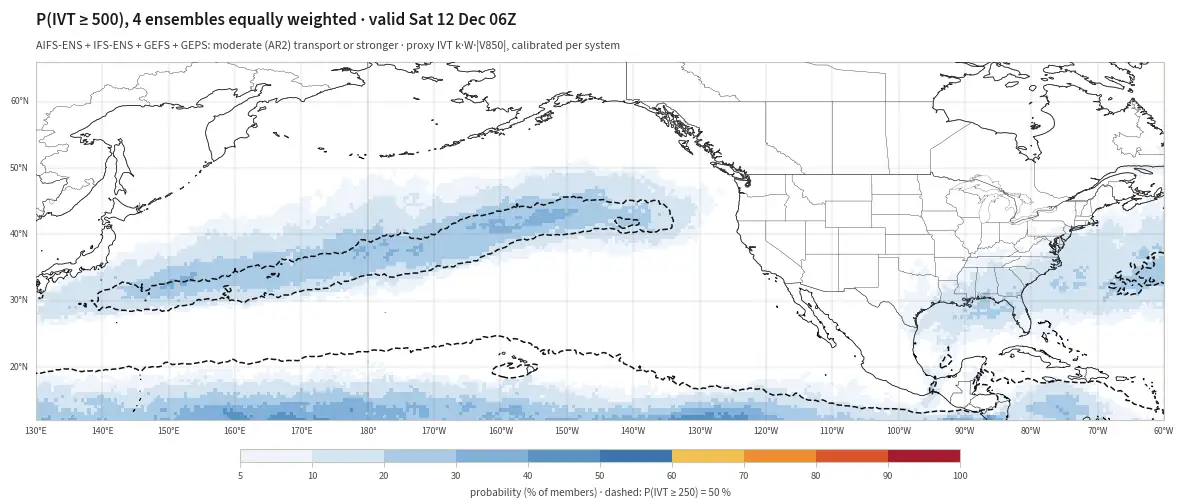 P(IVT ≥ 500), 4 ensembles equally weighted · valid Sat 12 Dec 06Z
AIFS-ENS + IFS-ENS + GEFS + GEPS: moderate (AR2) transport or stronger · proxy IVT k·W·|V850|, calibrated per system
60°N
50°N
40°N
30°N
20°N
130°E 140°E 150°E 160°E 170°E 180° 170°W 160°W 150°W 140°W 130°W 120°W 110°W 100°W 90°W 80°W 70°W 60°W
5 10 20 30 40 50 60 70 80 90 100
probability (% of members) · dashed: P(IVT ≥ 250) = 50 %